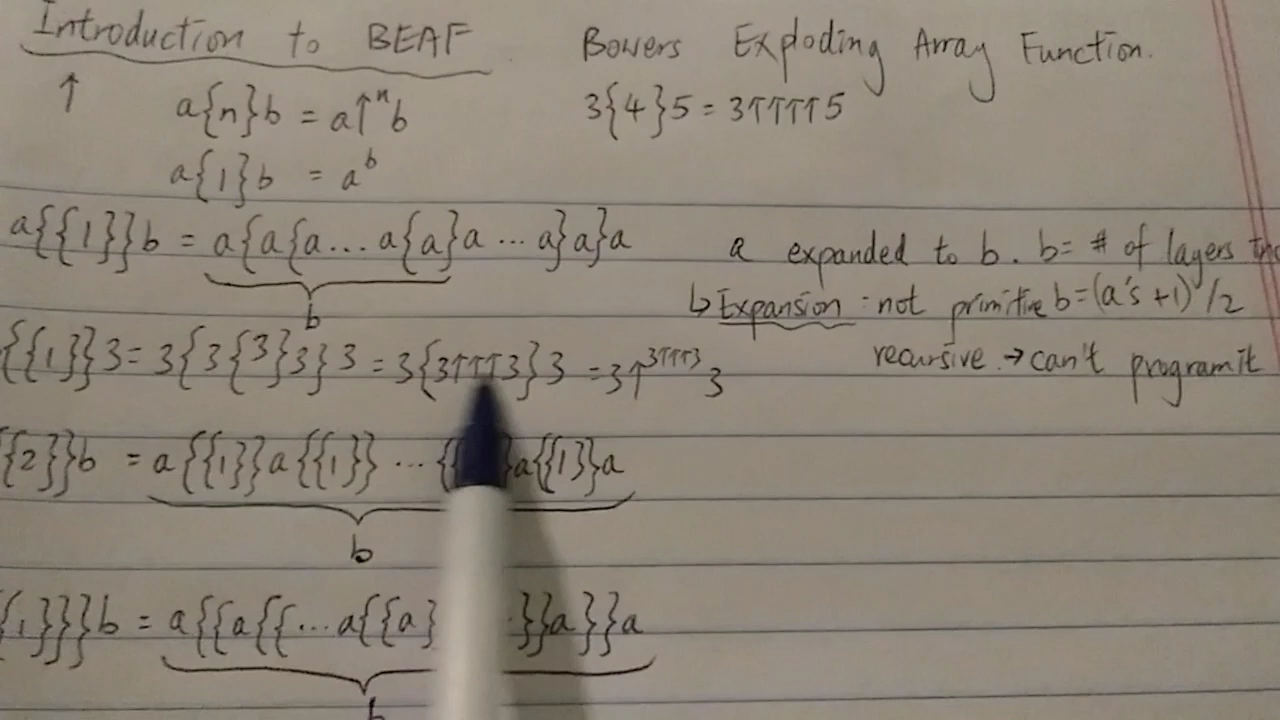 Introduction to BEAF Bowers Exploding Array Function.
↑ a{n}b = a↑ⁿb 3{4}5 = 3↑↑↑↑5
a{1}b = aᵇ
a{{1}}b = a{a{a...a{a}a...a}a}a a expanded to b. b= # of layers
b
↳ Expansion : not primitive b=(a's +1)/2
{{1}}3 = 3{3{3}3}3 = 3{3↑↑↑3}3 = 3↑³↑↑↑³3 recursive → can't program it
{2}}b = a{{1}}a{{1}} ... {{ }a{{1}}a
b
{1}}}b = a{{a{{...a{{a} }}a}}a
b